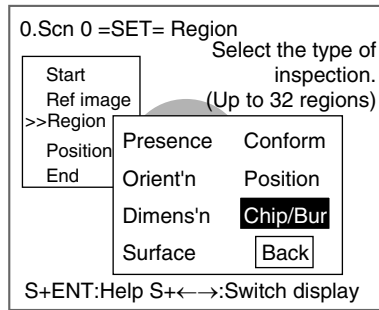 0.Scn 0 =SET= Region
Select the type of
inspection.
(Up to 32 regions)
Start
Ref image
>>Region
Position
End
Presence Conform
Orient'n Position
Dimens'n Chip/Bur
Surface Back
S+ENT:Help S+←→:Switch display